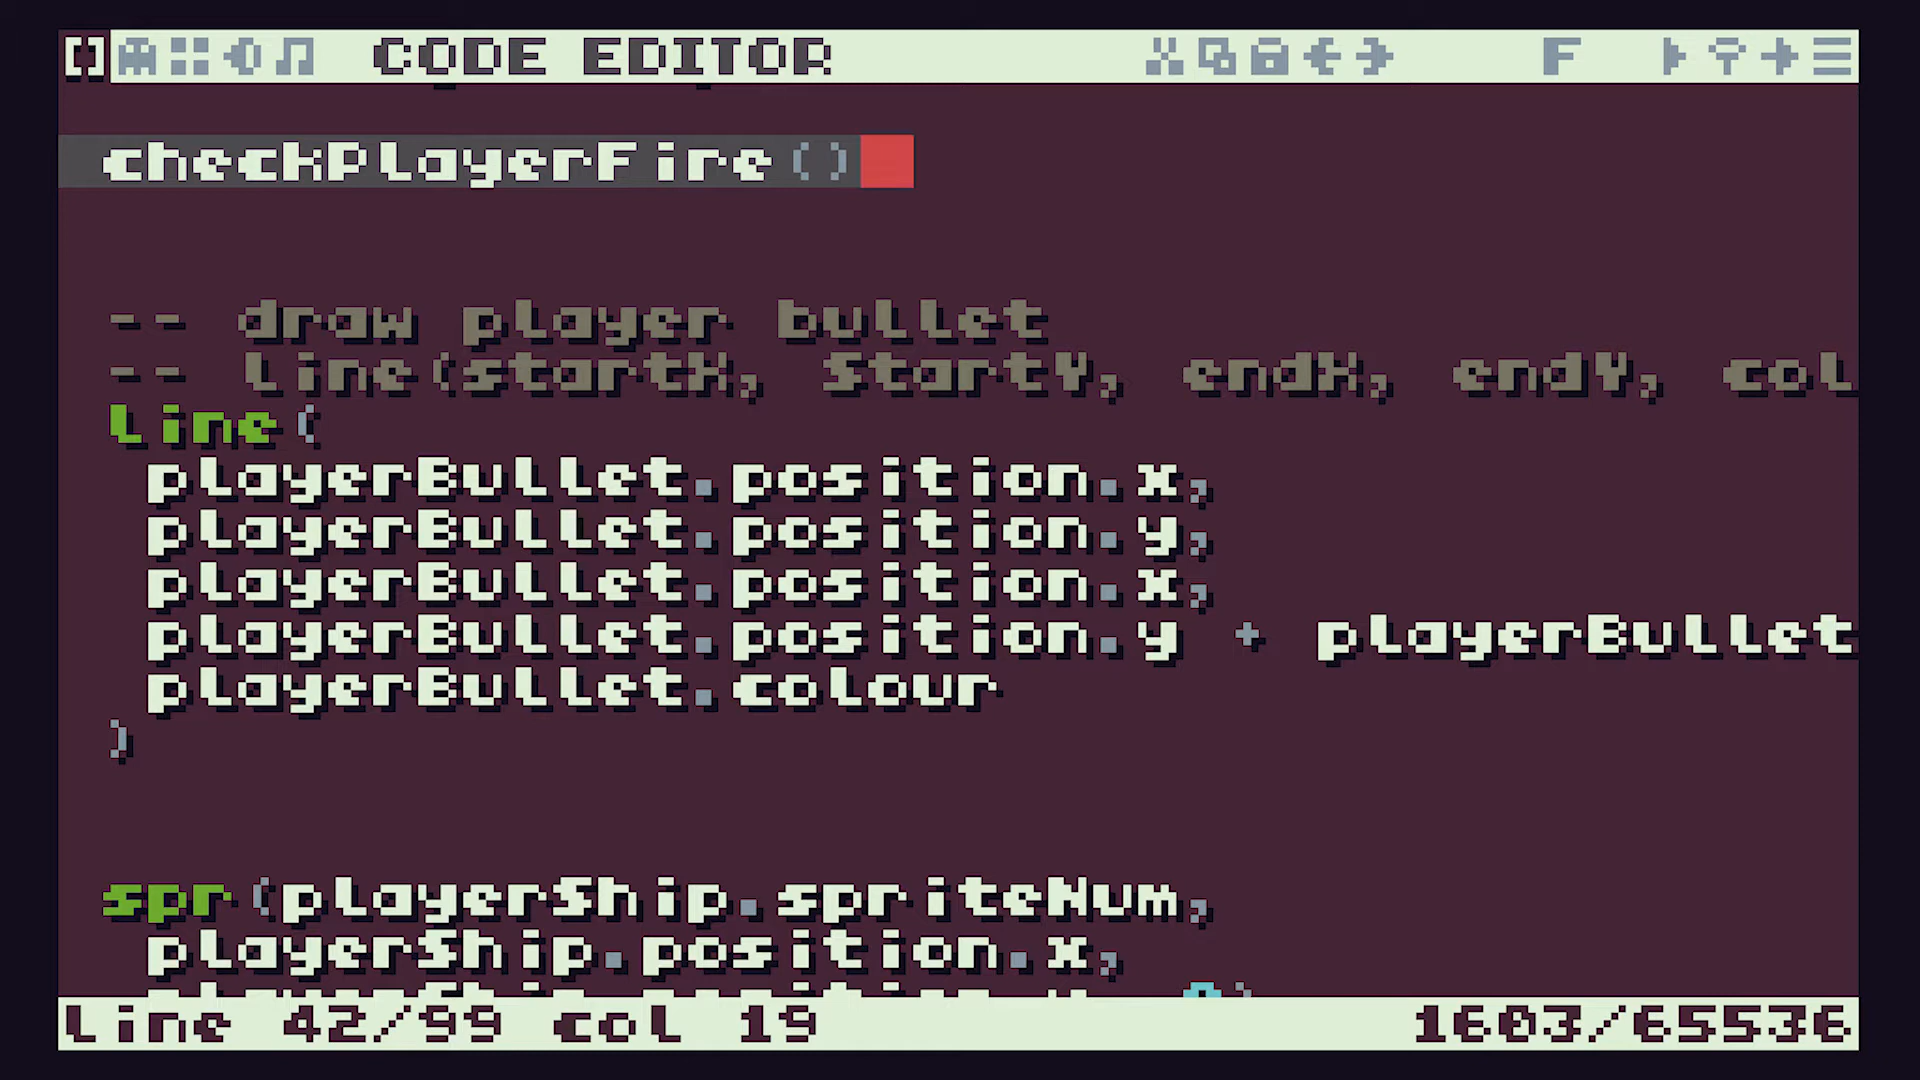 CODE EDITOR F
checkPlayerFire()
-- draw player bullet
-- line(startX, StartY, endX, endY, col
line(
playerBullet.position.x,
playerBullet.position.y,
playerBullet.position.x,
playerBullet.position.y + playerBullet
playerBullet.colour
)
spr(playerShip.spriteNum,
playerShip.position.x,
line 42/99 col 19 1603/65536